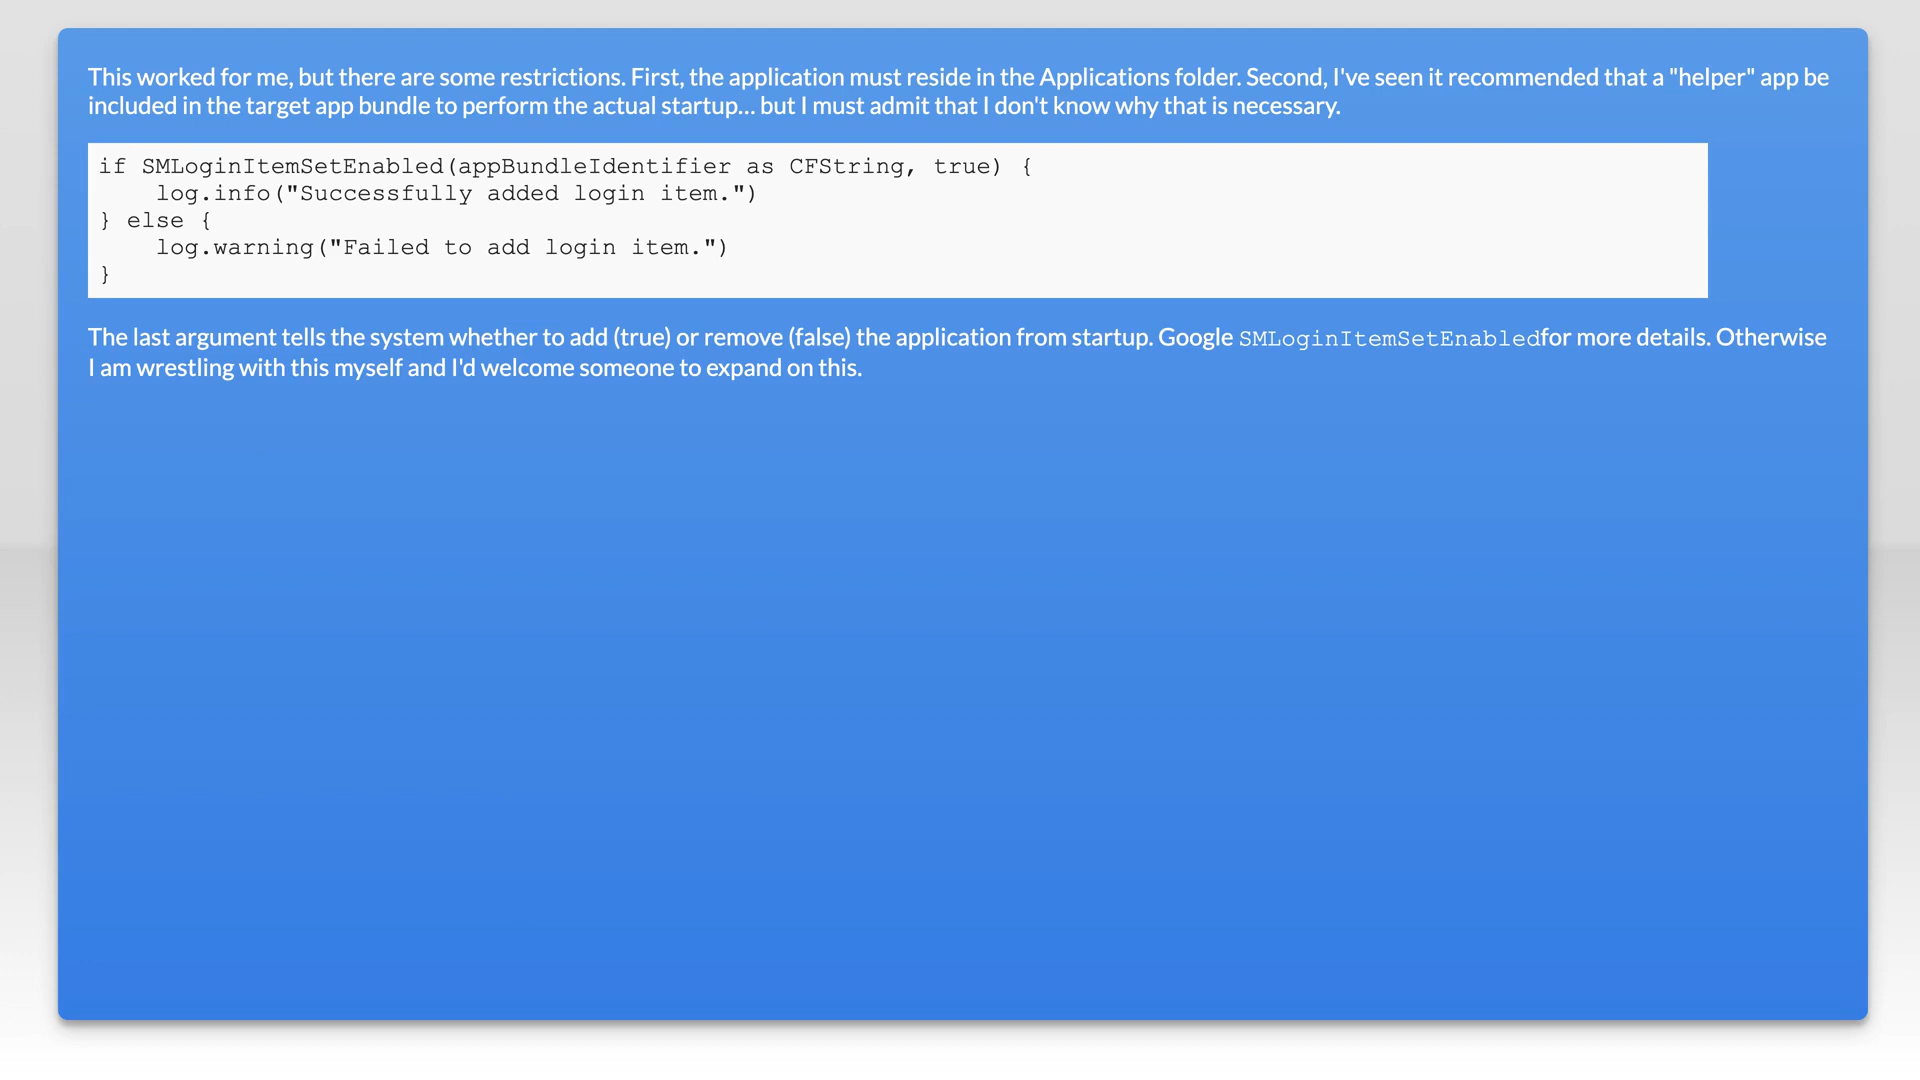 This worked for me, but there are some restrictions. First, the application must reside in the Applications folder. Second, I've seen it recommended that a "helper" app be
included in the target app bundle to perform the actual startup... but I must admit that I don't know why that is necessary.
if SMLoginItemSetEnabled(appBundleIdentifier as CFString, true) {
    log.info("Successfully added login item.")
} else {
    log.warning("Failed to add login item.")
}
The last argument tells the system whether to add (true) or remove (false) the application from startup. Google SMLoginItemSetEnabledfor more details. Otherwise
I am wrestling with this myself and I'd welcome someone to expand on this.